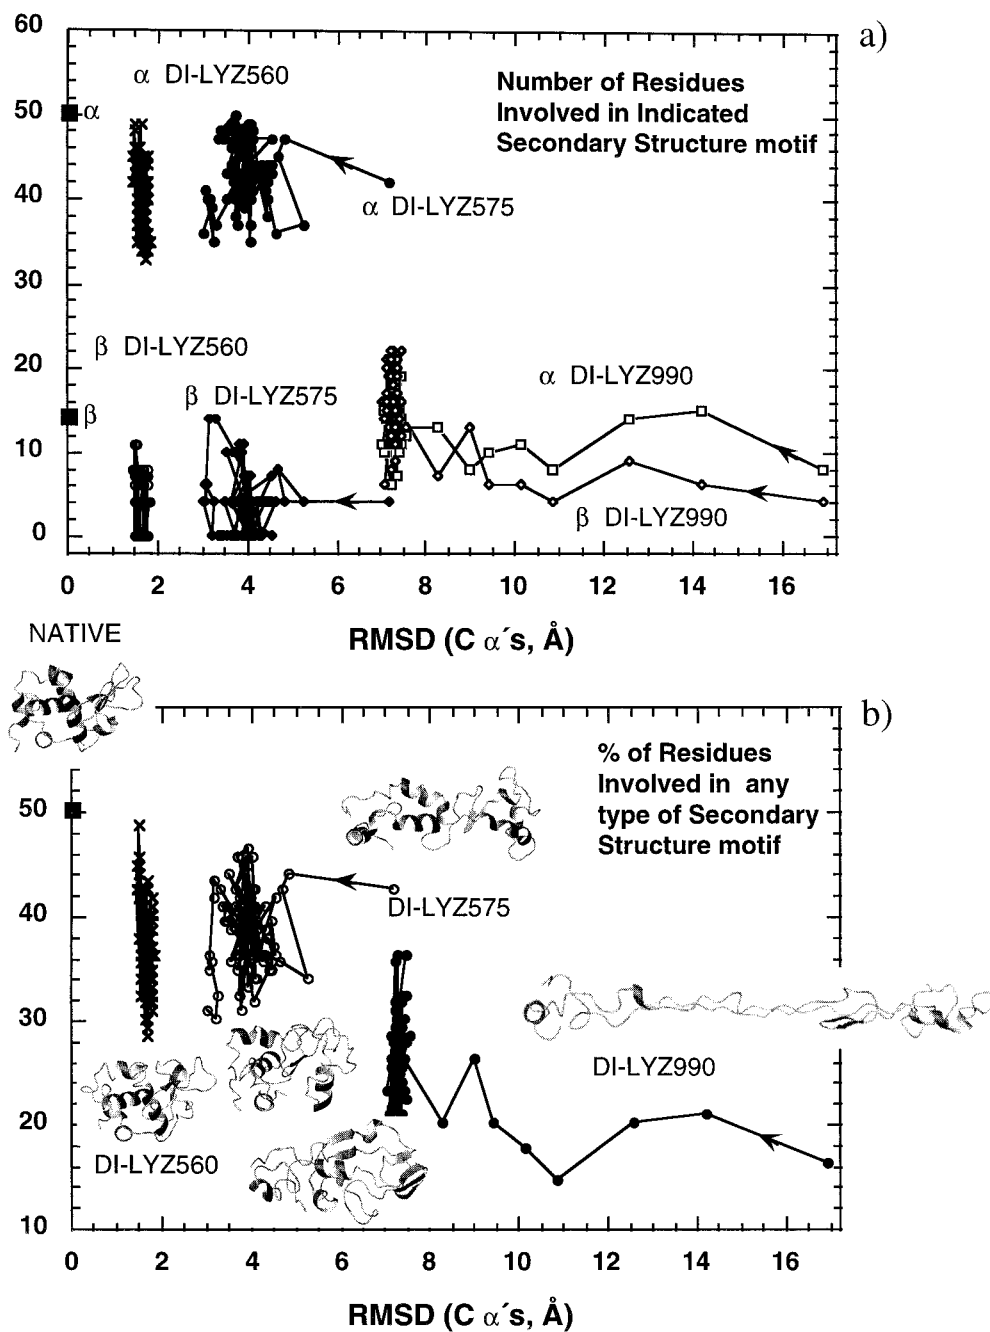 60
a)
α DI-LYZ560
Number of Residues
Involved in Indicated
Secondary Structure motif
50
α
40
α DI-LYZ575
30
β DI-LYZ560
20
β DI-LYZ575
α DI-LYZ990
β
10
β DI-LYZ990
0
0 2 4 6 8 10 12 14 16
RMSD (C α´s, Å)
NATIVE
b)
% of Residues
Involved in any
type of Secondary
Structure motif
50
40
DI-LYZ575
30
DI-LYZ990
20
DI-LYZ560
10
0 2 4 6 8 10 12 14 16
RMSD (C α´s, Å)